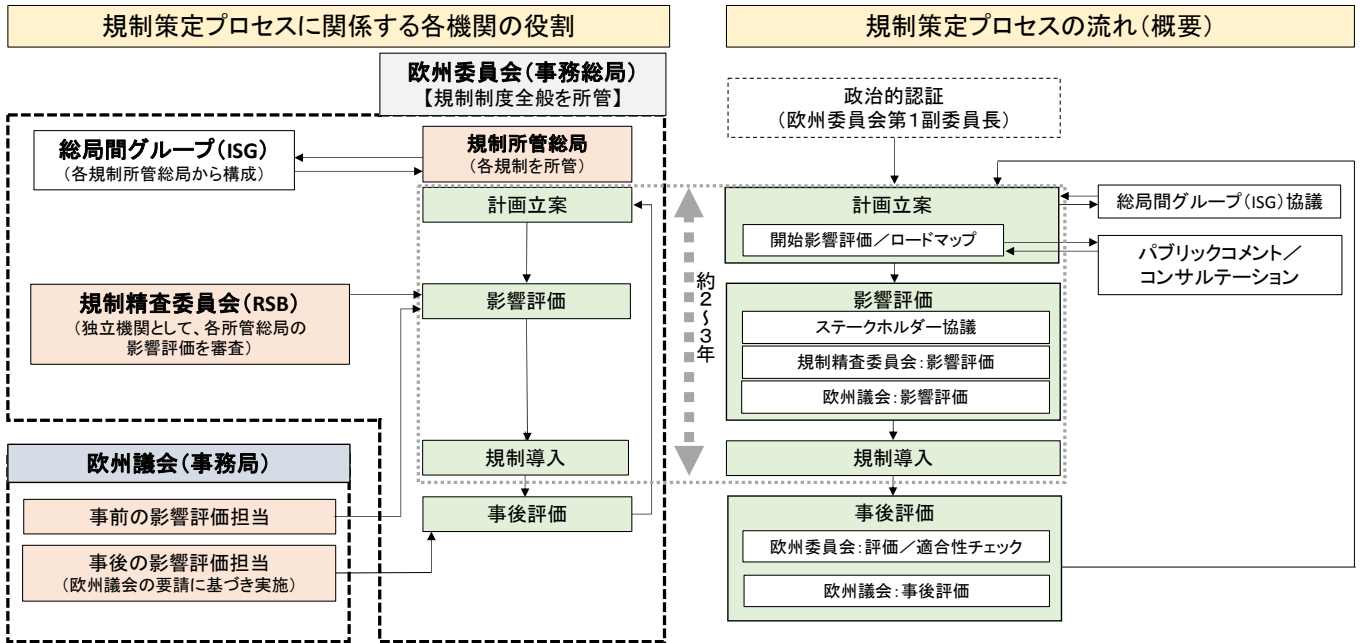 規制策定プロセスに関係する各機関の役割
欧州委員会(事務総局)
【規制制度全般を所管】
総局間グループ(ISG)
(各規制所管総局から構成)
規制所管総局
(各規制を所管)
計画立案
規制精査委員会(RSB)
(独立機関として、各所管総局の
影響評価を審査)
影響評価
欧州議会(事務局)
規制導入
事前の影響評価担当
事後評価
事後の影響評価担当
(欧州議会の要請に基づき実施)
約2~3年
規制策定プロセスの流れ(概要)
政治的認証
(欧州委員会第1副委員長)
計画立案
開始影響評価/ロードマップ
総局間グループ(ISG)協議
パブリックコメント/
コンサルテーション
影響評価
ステークホルダー協議
規制精査委員会:影響評価
欧州議会:影響評価
規制導入
事後評価
欧州委員会:評価/適合性チェック
欧州議会:事後評価